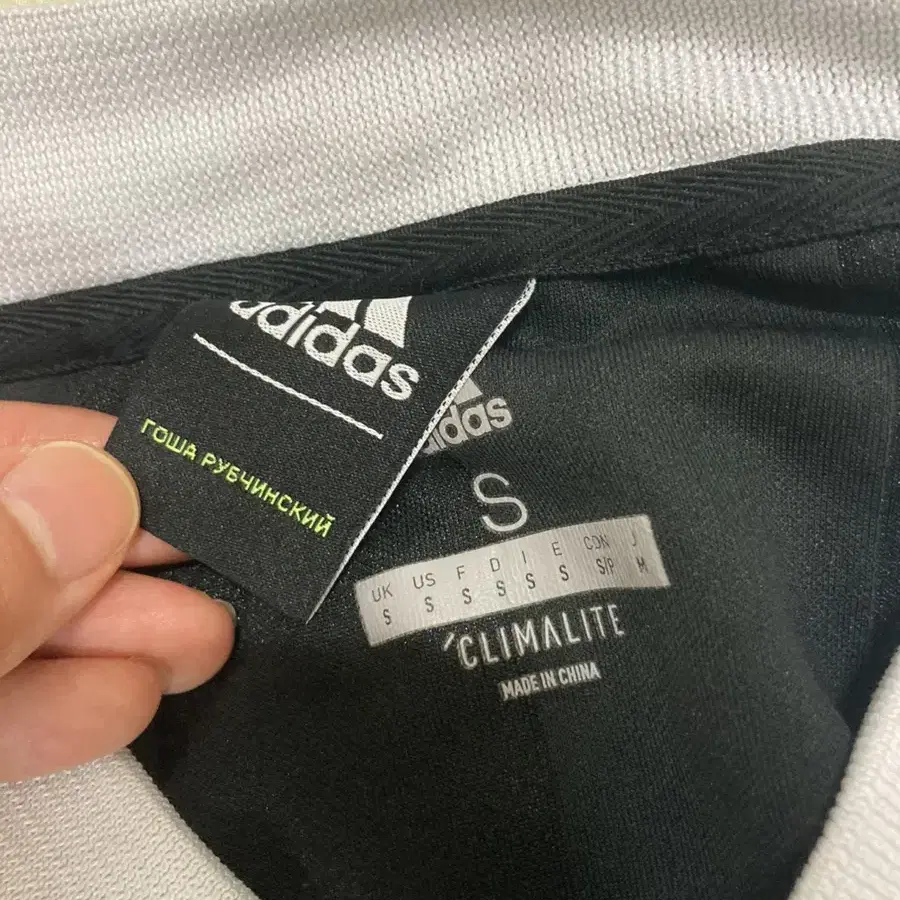 adidas
ГОША РУБЧИНСКИЙ
adidas
S
UK US F D I E CDN J
S S S S S S S/P M
CLIMALITE
MADE IN CHINA